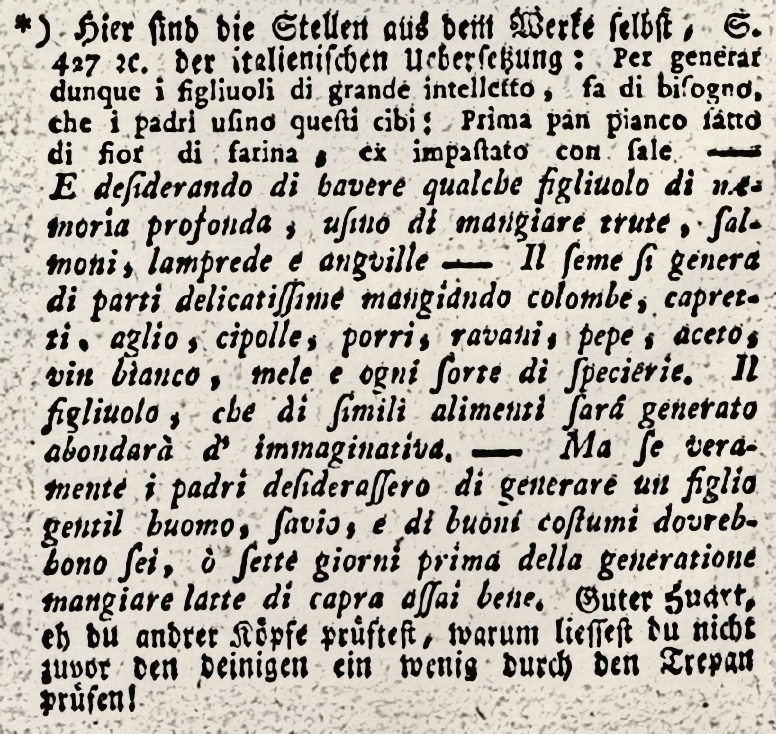 *) Hier ſind die Stellen aus dem Werke ſelbſt, S.
427 ꝛc. der italieniſchen Ueberſetzung: Per generar
dunque i figliuoli di grande intelletto, fa di biſogno,
che i padri uſino queſti cibi: Prima pan pianco fatto
di fior di farina, ex impaſtato con ſale ——
E deſiderando di havere qualche figliuolo di me-
moria profonda, uſino di mangiare trute, ſal-
moni, lamprede e angville —— Il ſeme ſi genera
di parti delicatiſſime mangiando colombe, capret-
ti, aglio, cipolle, porri, ravani, pepe, aceto,
vin bianco, mele e ogni ſorte di ſpecierie. Il
figliuolo, che di ſimili alimenti ſarà generato
abondarà d' immaginativa. —— Ma ſe vera-
mente i padri deſideraſſero di generare un figlio
gentil huomo, ſavio, e di buoni coſtumi dovreb-
bono ſei, ò ſette giorni prima della generatione
mangiare latte di capra aſſai bene. Guter Huart,
eh du andrer Köpfe prüfteſt, warum lieſſeſt du nicht
zuvor den deinigen ein wenig durch den Trepan
prüfen!